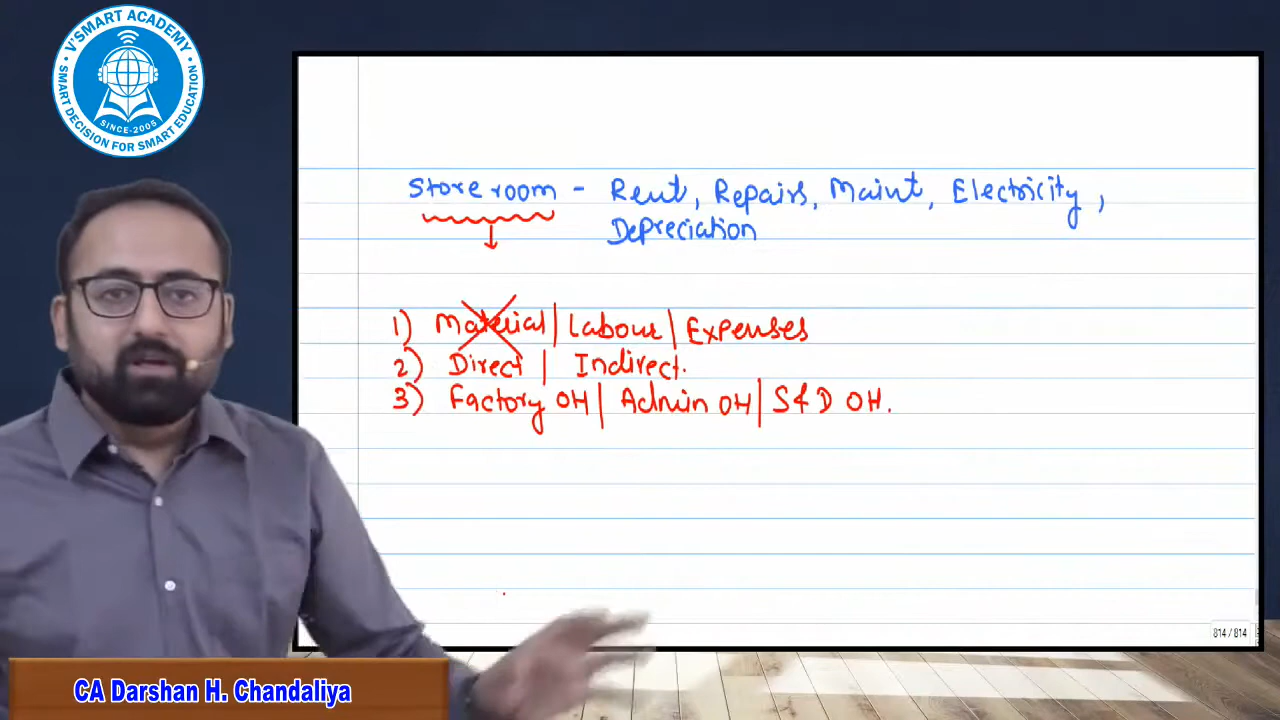 V'SMART ACADEMY
SMART DECISION FOR SMART EDUCATION
SINCE-2005
Store room - Rent, Repairs, Maint, Electricity,
Depreciation
1) Material | Labour | Expenses
2) Direct | Indirect.
3) Factory OH | Admin OH | S & D OH.
814 / 814
CA Darshan H. Chandaliya